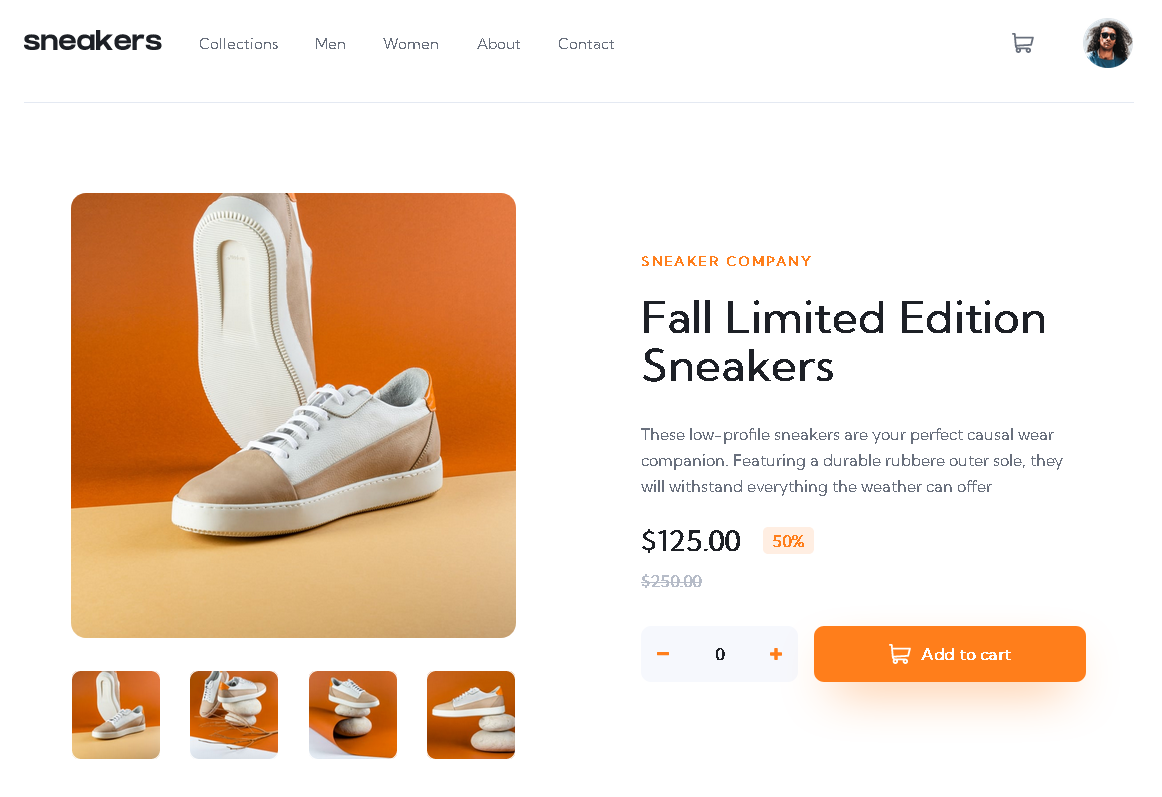 sneakers
Collections
Men
Women
About
Contact
SNEAKER COMPANY
Fall Limited Edition
Sneakers
These low-profile sneakers are your perfect causal wear
companion. Featuring a durable rubbere outer sole, they
will withstand everything the weather can offer
$125.00
50%
$250.00
0
Add to cart